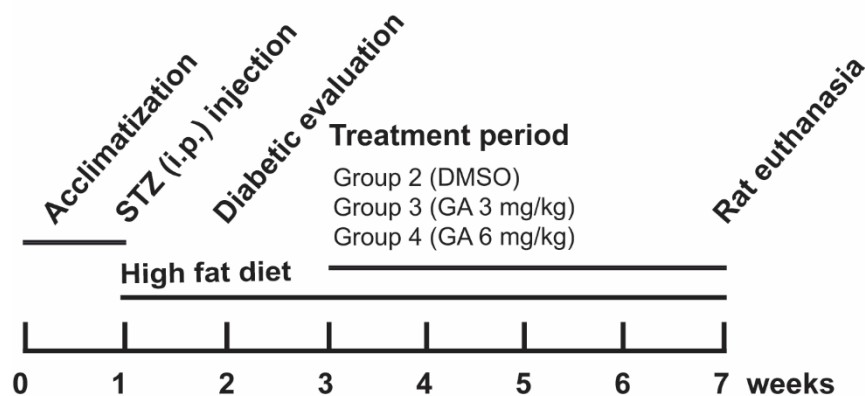 Acclimatization
STZ (i.p.) injection
Diabetic evaluation
Rat euthanasia
Treatment period
Group 2 (DMSO)
Group 3 (GA 3 mg/kg)
Group 4 (GA 6 mg/kg)
High fat diet
0 1 2 3 4 5 6 7 weeks